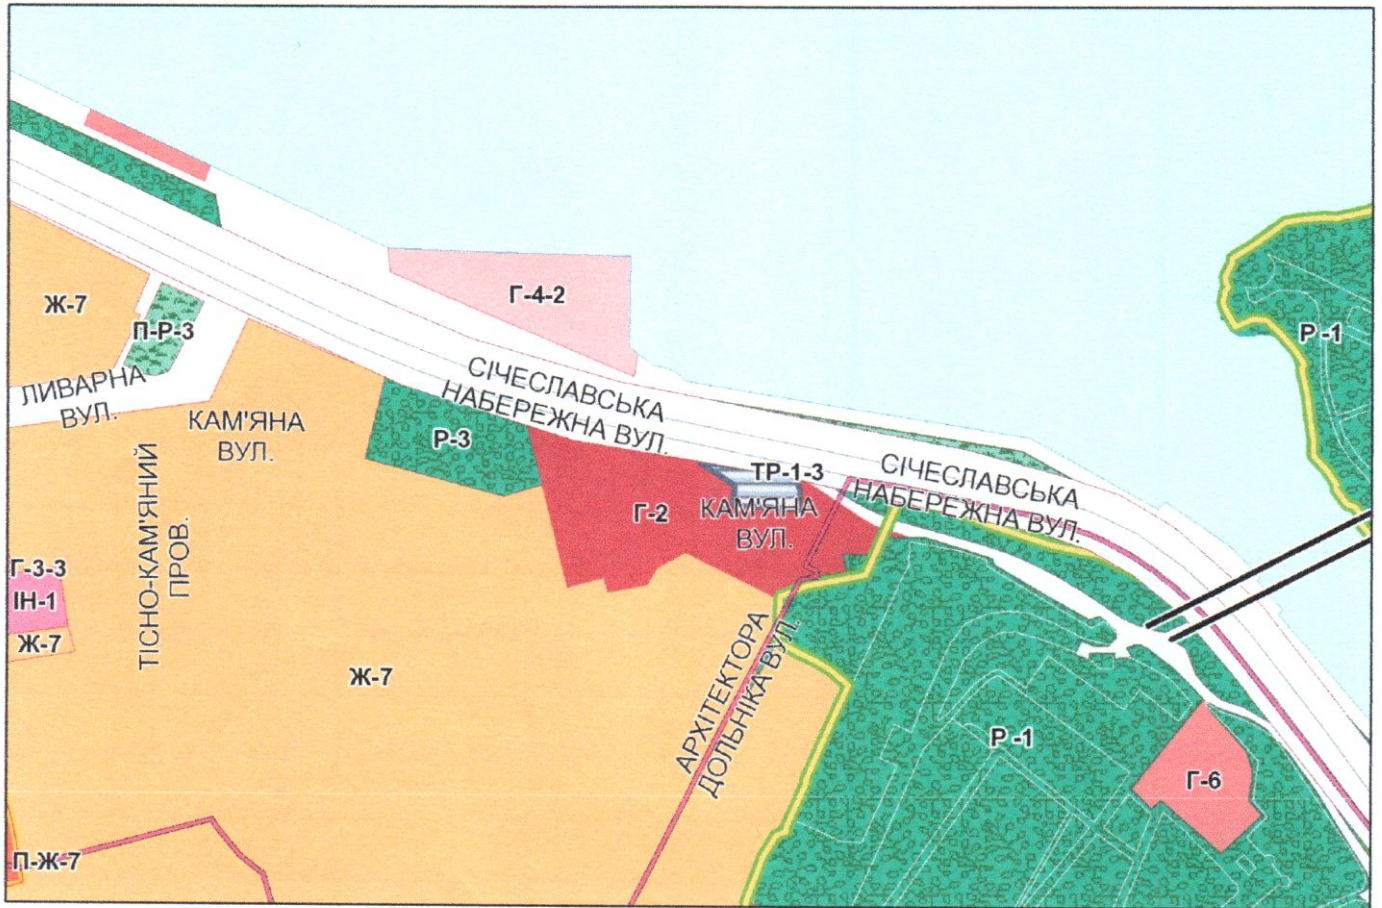 Г-4-2
Ж-7
П-Р-3
Р -1
СІЧЕСЛАВСЬКА
НАБЕРЕЖНА ВУЛ.
ЛИВАРНА
ВУЛ.
КАМ'ЯНА
ВУЛ.
Р-3
ТР-1-3
СІЧЕСЛАВСЬКА
НАБЕРЕЖНА ВУЛ.
Г-2
КАМ'ЯНА
ВУЛ.
ТІСНО-КАМ'ЯНИЙ
ПРОВ.
Г-3-3
ІН-1
Ж-7
Ж-7
АРХІТЕКТОРА
ДОЛЬНІКА ВУЛ.
Р -1
Г-6
П-Ж-7